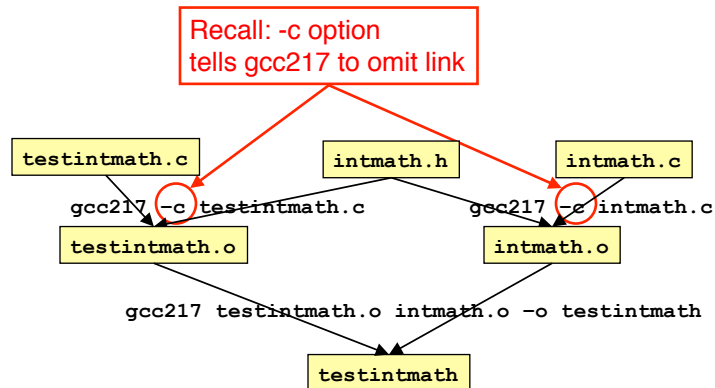 Recall: -c option
tells gcc217 to omit link
testintmath.c
intmath.h
intmath.c
gcc217 -c testintmath.c
gcc217 -c intmath.c
testintmath.o
intmath.o
gcc217 testintmath.o intmath.o -o testintmath
testintmath